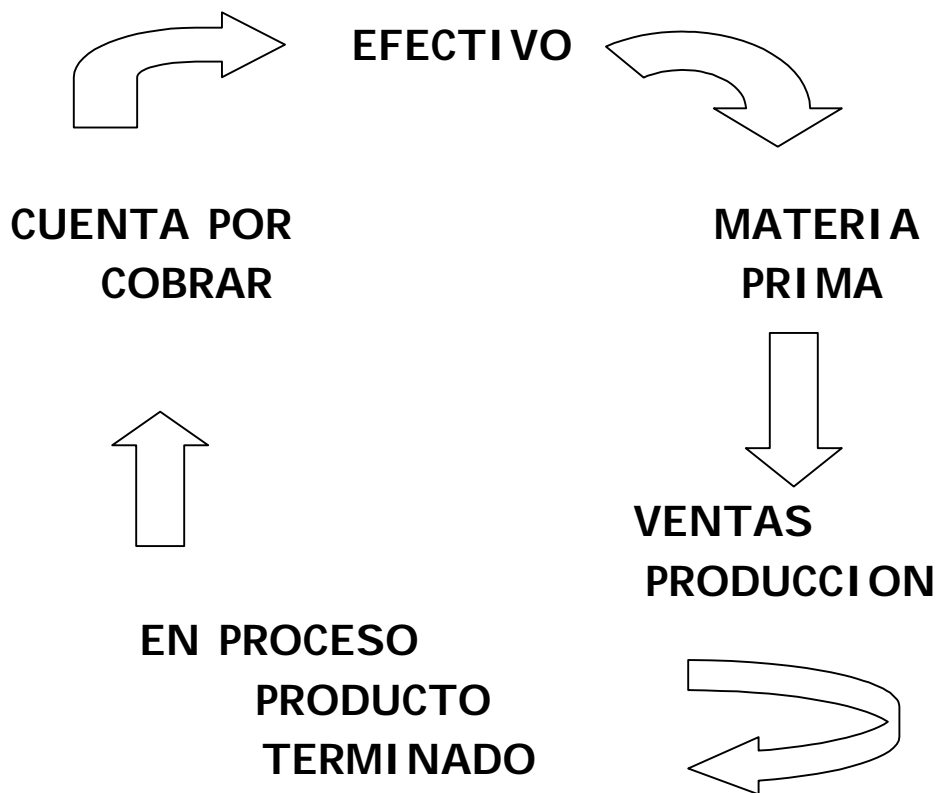 EFECTIVO
CUENTA POR
COBRAR
MATERIA
PRIMA
VENTAS
PRODUCCION
EN PROCESO
PRODUCTO
TERMINADO